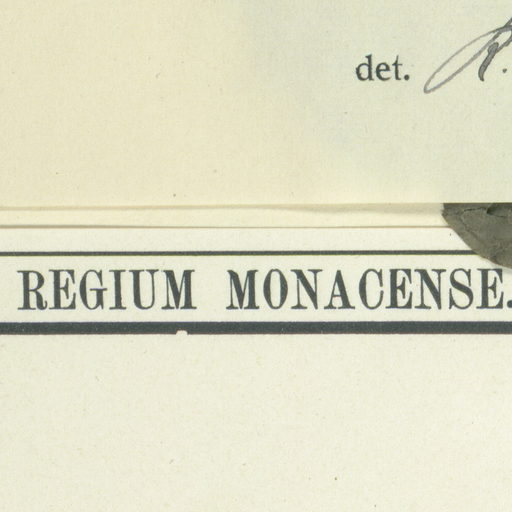 det. R.
REGIUM MONACENSE.